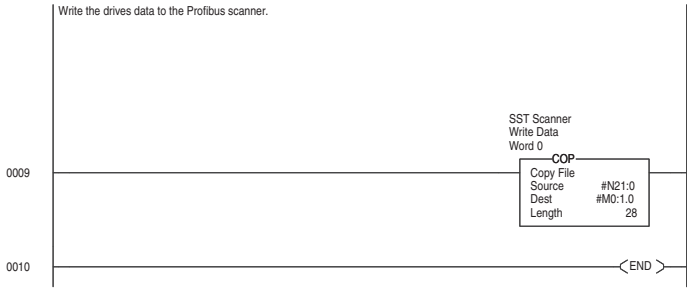 Write the drives data to the Profibus scanner.
SST Scanner
Write Data
Word 0
COP
0009
Copy File
Source #N21:0
Dest #M0:1.0
Length 28
0010
END